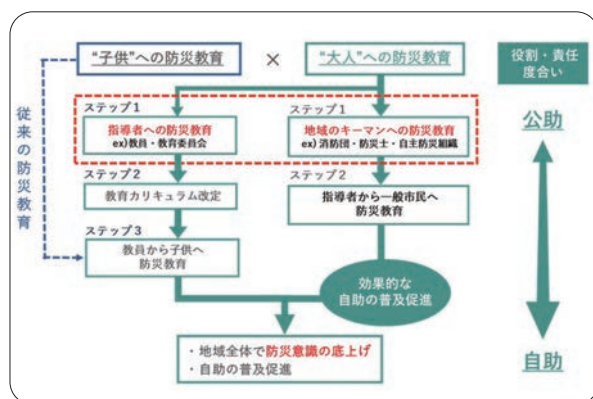 “子供”への防災教育
×
“大人”への防災教育
役割・責任
度合い
従来の防災教育
ステップ1
指導者への防災教育
ex)教員・教育委員会
ステップ2
教育カリキュラム改定
ステップ3
教員から子供へ
防災教育
ステップ1
地域のキーマンへの防災教育
ex)消防団・防災士・自主防災組織
ステップ2
指導者から一般市民へ
防災教育
効果的な
自助の普及促進
・地域全体で防災意識の底上げ
・自助の普及促進
公助
自助